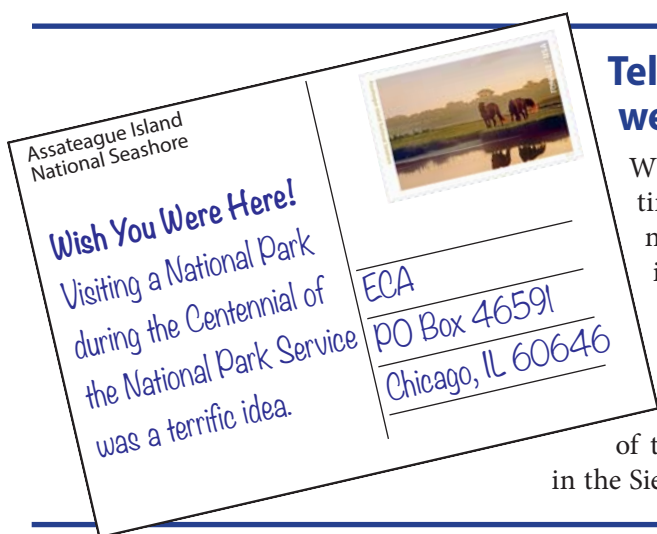 Assateague Island
National Seashore
Wish You Were Here!
Visiting a National Park
during the Centennial of
the National Park Service
was a terrific idea.
ECA
PO Box 46591
Chicago, IL 60646
Tel
we
W
tin
n
i
of t
in the Sie